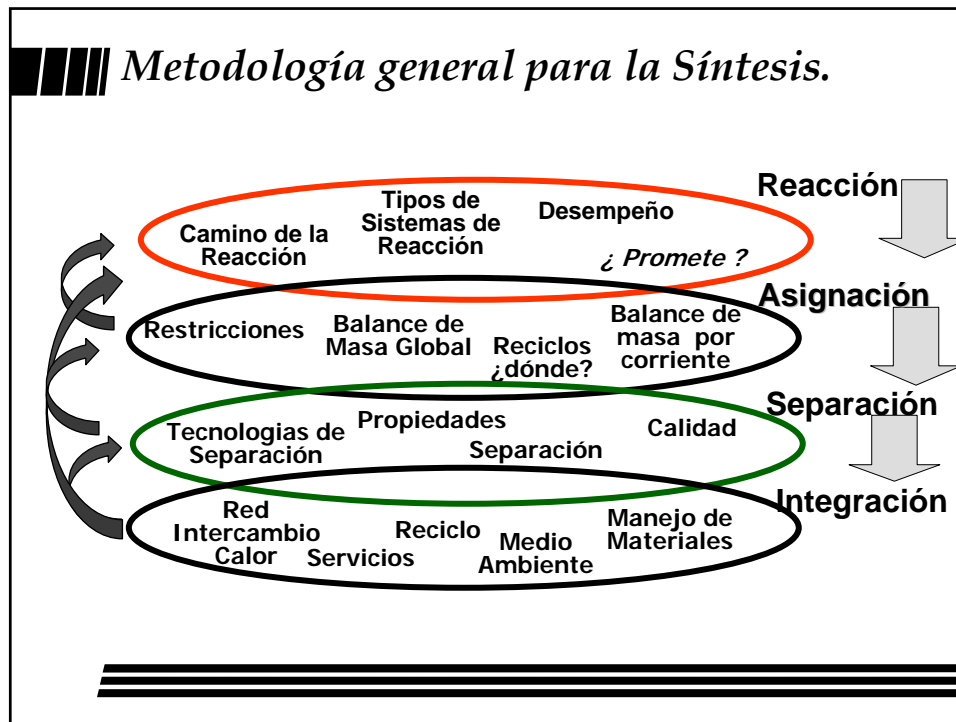 Metodología general para la Síntesis.
Reacción
Tipos de
Sistemas de
Reacción
Desempeño
Camino de la
Reacción
¿ Promete ?
Asignación
Restricciones
Balance de
Masa Global
Reciclos
¿dónde?
Balance de
masa por
corriente
Separación
Tecnologias de
Separación
Propiedades
Separación
Calidad
Integración
Red
Intercambio
Calor
Servicios
Reciclo
Medio
Ambiente
Manejo de
Materiales